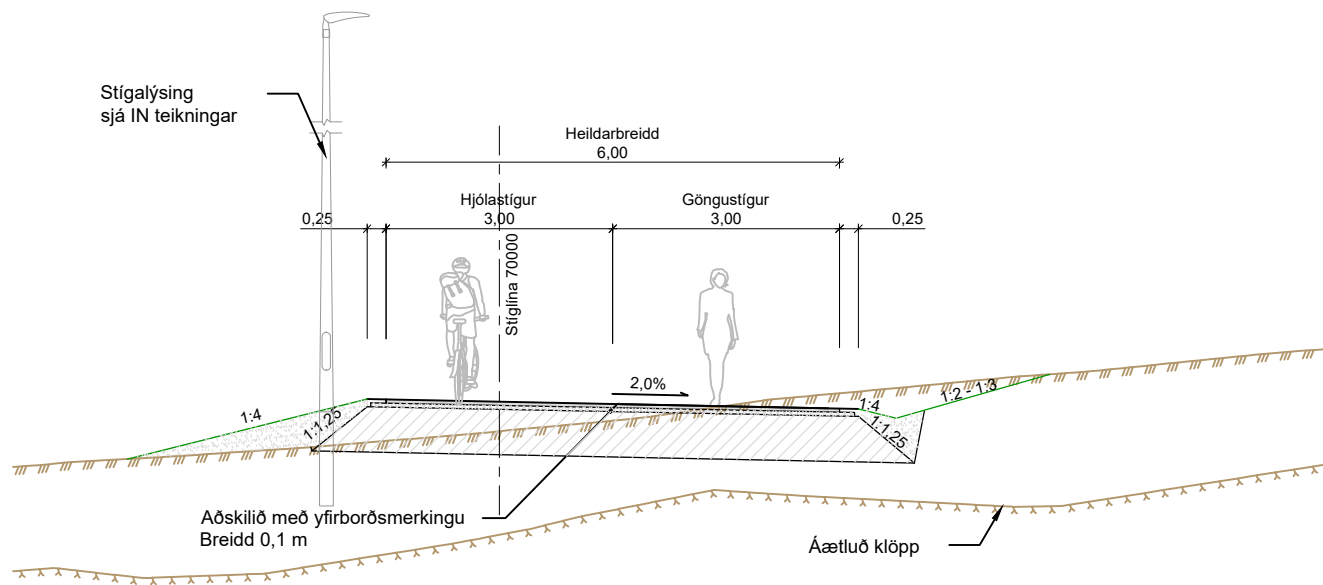 Stígalýsing
sjá IN teikningar
Heildarbreidd
6,00
Hjólastígur
Göngustígur
0,25
3,00
3,00
0,25
Stíglína 70000
2,0%
1:4
1:1,25
1:4
1:2 - 1:3
1:1,25
Aðskilið með yfirborðsmerkingu
Breidd 0,1 m
Áætluð klöpp